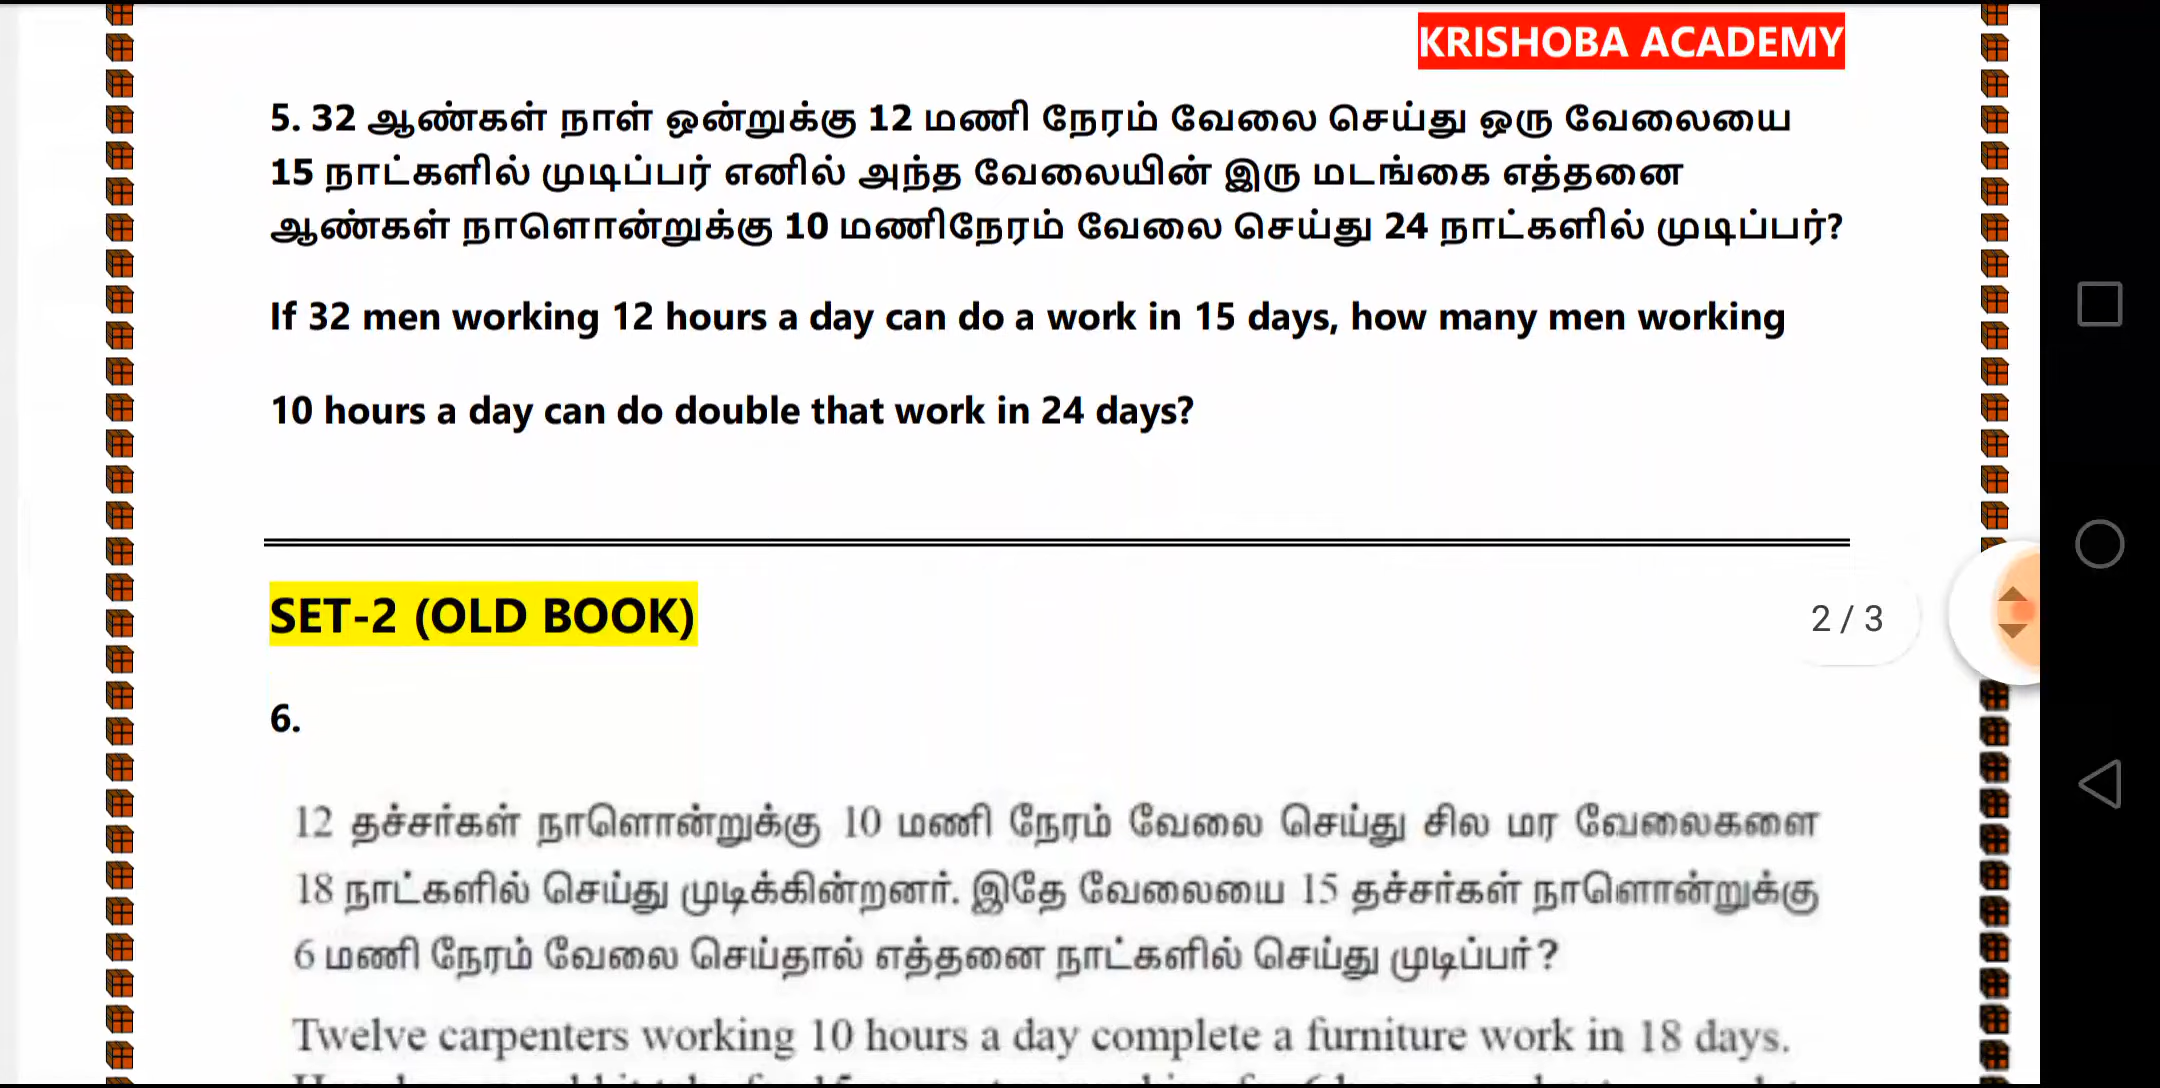 KRISHOBA ACADEMY
5. 32 ஆண்கள் நாள் ஒன்றுக்கு 12 மணி நேரம் வேலை செய்து ஒரு வேலையை
15 நாட்களில் முடிப்பர் எனில் அந்த வேலையின் இரு மடங்கை எத்தனை
ஆண்கள் நாளொன்றுக்கு 10 மணிநேரம் வேலை செய்து 24 நாட்களில் முடிப்பர்?
If 32 men working 12 hours a day can do a work in 15 days, how many men working
10 hours a day can do double that work in 24 days?
SET-2 (OLD BOOK)
2 / 3
6.
12 தச்சர்கள் நாளொன்றுக்கு 10 மணி நேரம் வேலை செய்து சில மர வேலைகளை
18 நாட்களில் செய்து முடிக்கின்றனர். இதே வேலையை 15 தச்சர்கள் நாளொன்றுக்கு
6 மணி நேரம் வேலை செய்தால் எத்தனை நாட்களில் செய்து முடிப்பர்?
Twelve carpenters working 10 hours a day complete a furniture work in 18 days.